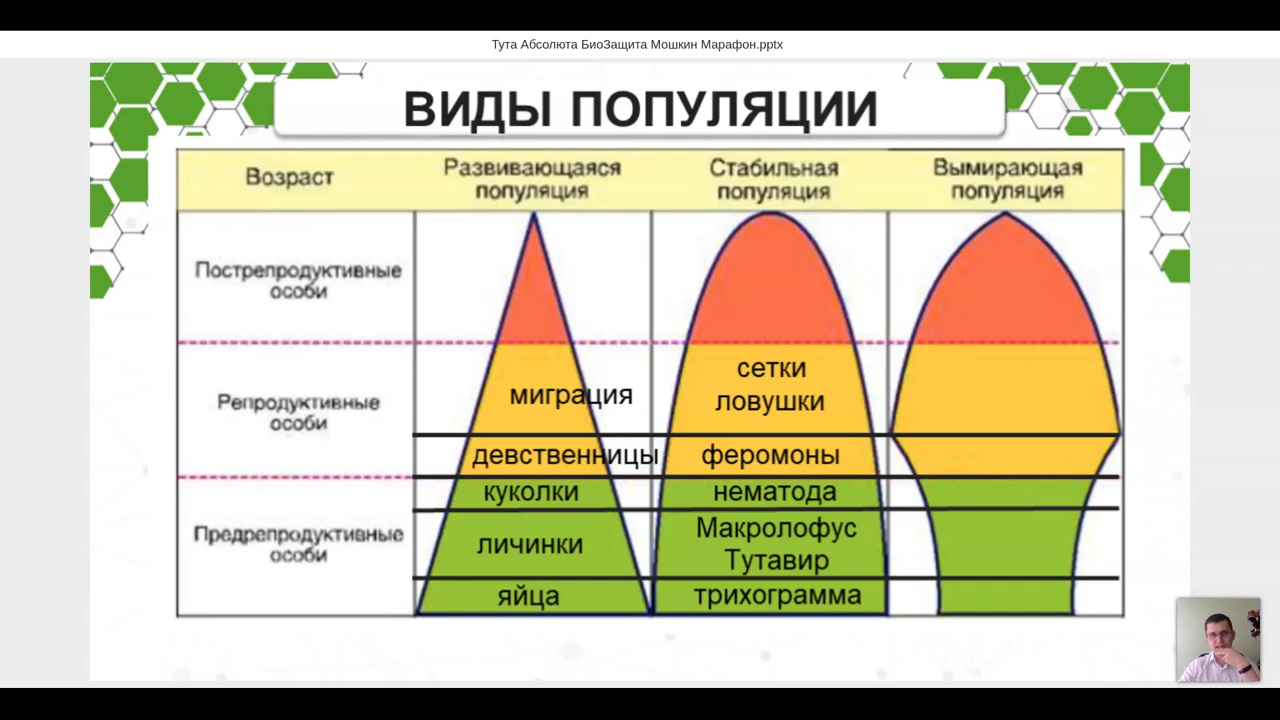 Тута Абсолюта БиоЗащита Мошкин Марафон.pptx
ВИДЫ ПОПУЛЯЦИИ
Возраст
Развивающаяся
популяция
Стабильная
популяция
Вымирающая
популяция
Пострепродуктивные
особи
Репродуктивные
особи
миграция
сетки
ловушки
девственницы
феромоны
Предрепродуктивные
особи
куколки
нематода
личинки
Макролофус
Тутавир
яйца
трихограмма